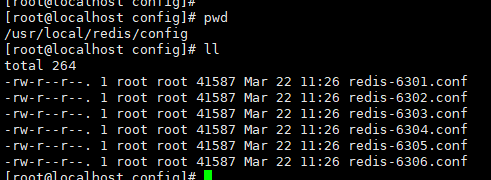 [root@localhost config]#
[root@localhost config]# pwd
/usr/local/redis/config
[root@localhost config]# ll
total 264
-rw-r--r--. 1 root root 41587 Mar 22 11:26 redis-6301.conf
-rw-r--r--. 1 root root 41587 Mar 22 11:26 redis-6302.conf
-rw-r--r--. 1 root root 41587 Mar 22 11:26 redis-6303.conf
-rw-r--r--. 1 root root 41587 Mar 22 11:26 redis-6304.conf
-rw-r--r--. 1 root root 41587 Mar 22 11:26 redis-6305.conf
-rw-r--r--. 1 root root 41587 Mar 22 11:26 redis-6306.conf
[root@localhost config]#